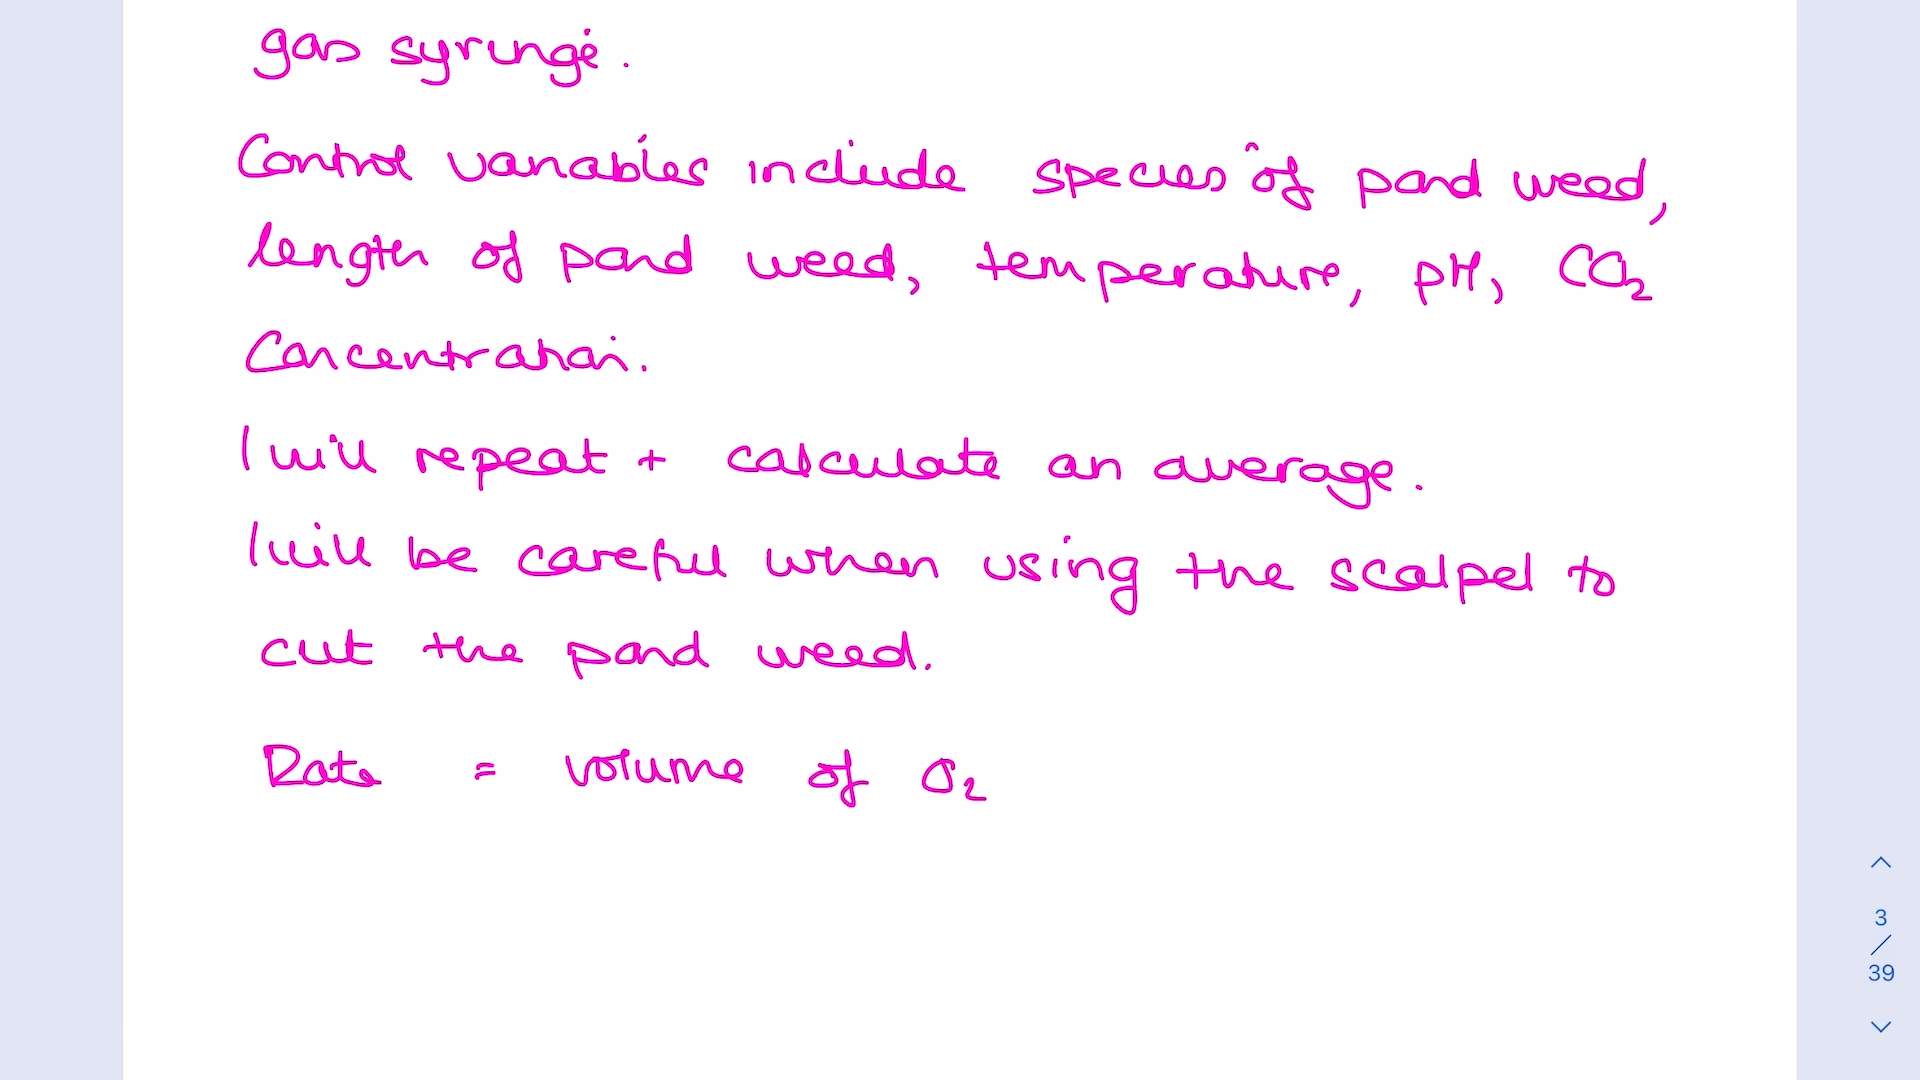 gas syringe.
Control variables include species of pond weed,
length of pond weed, temperature, pH, CO₂
Concentration.
I will repeat + calculate an average.
I will be careful when using the scalpel to
cut the pond weed.
Rate = volume of O₂
3
/
39